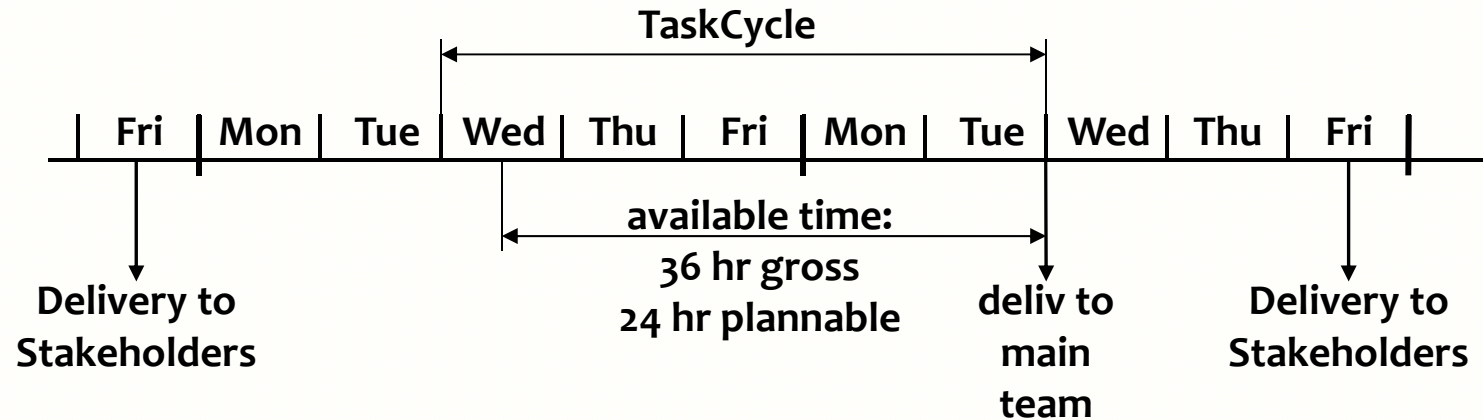 TaskCycle
Fri Mon Tue Wed Thu Fri Mon Tue Wed Thu Fri
available time:
36 hr gross
24 hr plannable
Delivery to
Stakeholders
deliv to
main
team
Delivery to
Stakeholders